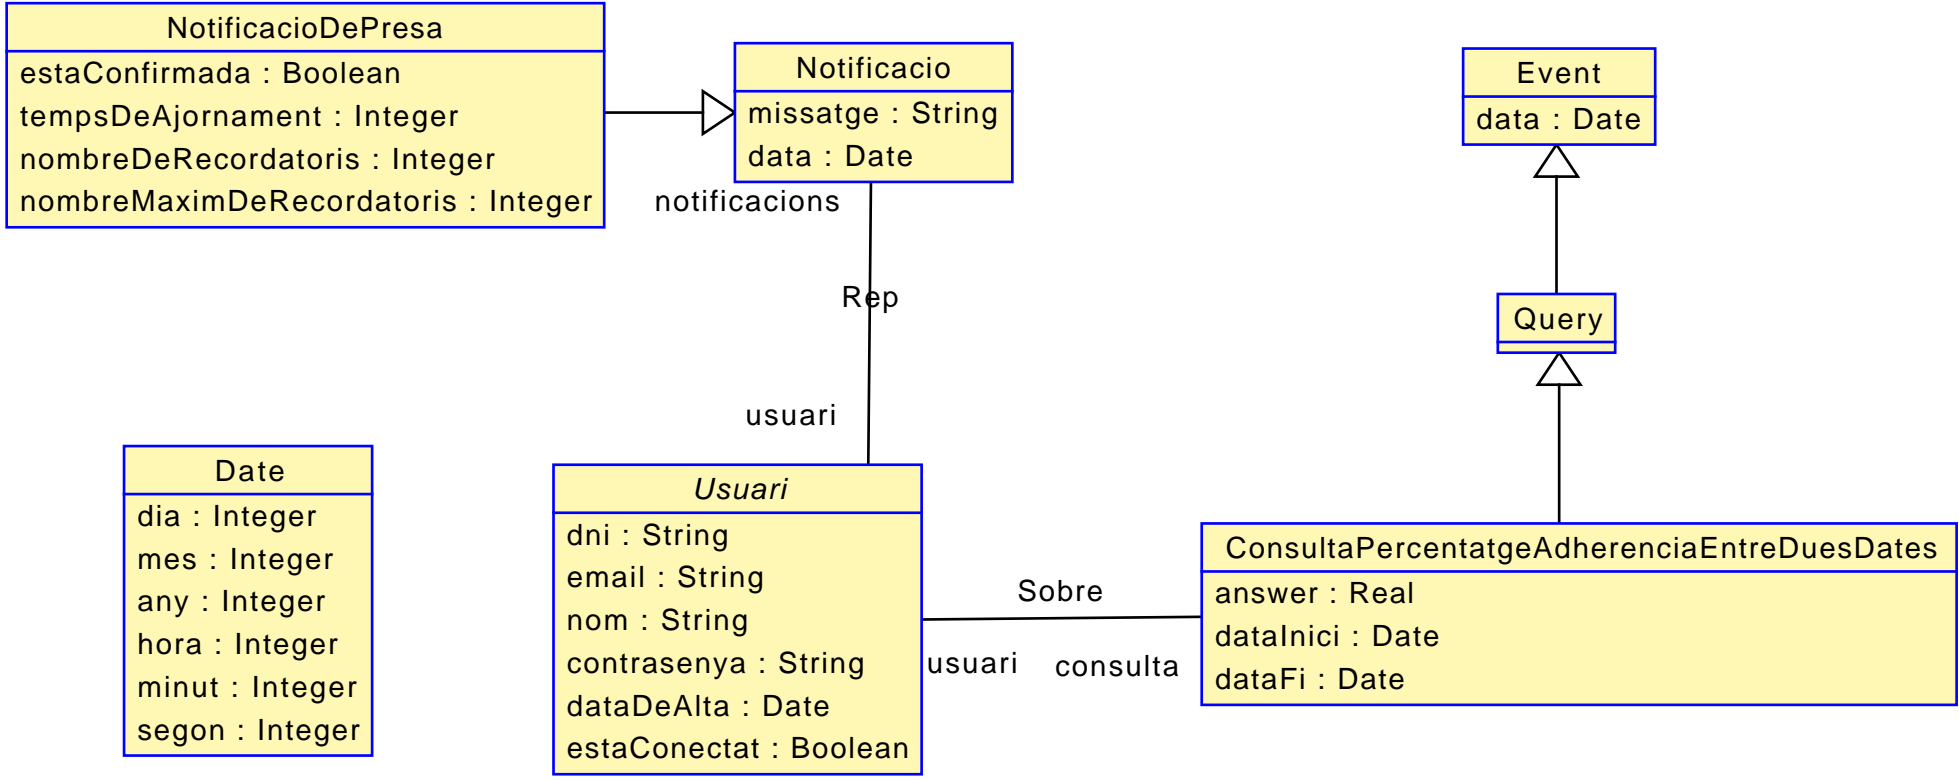 NotificacioDePresa
estaConfirmada : Boolean
tempsDeAjornament : Integer
nombreDeRecordatoris : Integer
nombreMaximDeRecordatoris : Integer
Notificacio
missatge : String
data : Date
Event
data : Date
notificacions
Rep
Query
usuari
Date
dia : Integer
mes : Integer
any : Integer
hora : Integer
minut : Integer
segon : Integer
Usuari
dni : String
email : String
nom : String
contrasenya : String
dataDeAlta : Date
estaConectat : Boolean
Sobre
usuari
consulta
ConsultaPercentatgeAdherenciaEntreDuesDates
answer : Real
dataInici : Date
dataFi : Date